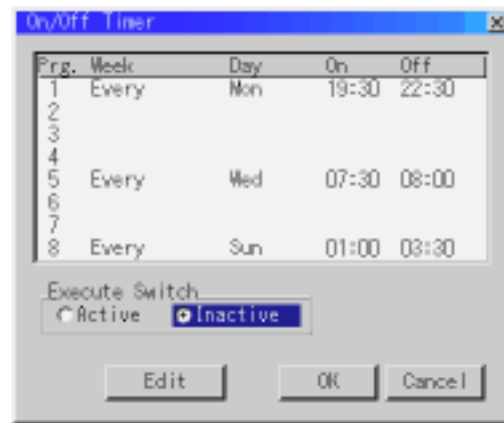 On/Off Timer
Prg. Week Day On Off
1 Every Mon 19:30 22:30
2
3
4
5 Every Wed 07:30 08:00
6
7
8 Every Sun 01:00 03:30
Execute Switch
Active Inactive
Edit OK Cancel